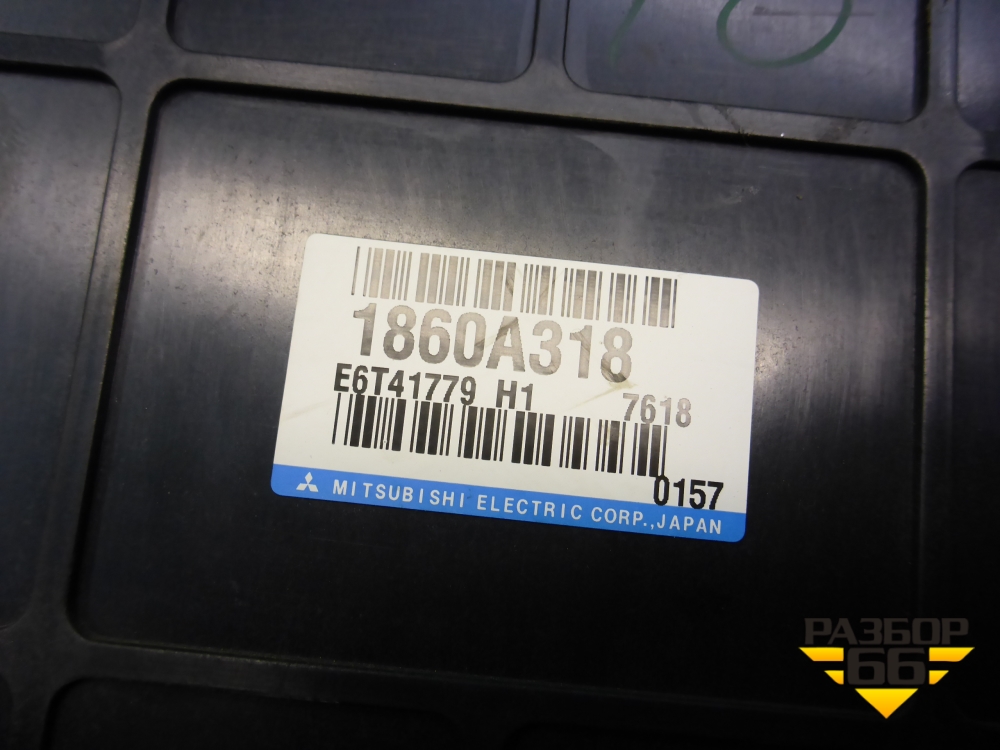 1860A318
E6T41779 H1 7618
0157
MITSUBISHI ELECTRIC CORP.,JAPAN
РАЗБОР
66